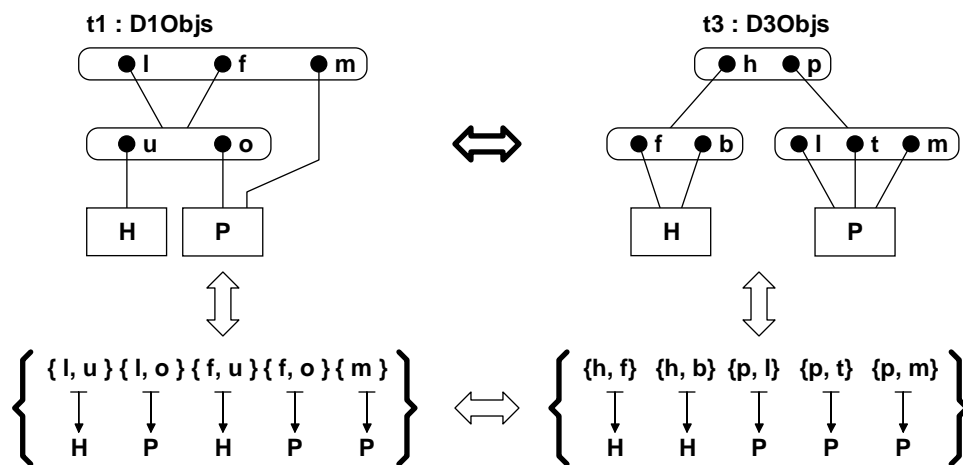 t1 : D1Objs t3 : D3Objs
l f m h p
u o f b l t m
H P H P
{ l, u } { l, o } { f, u } { f, o } { m } {h, f} {h, b} {p, l} {p, t} {p, m}
H P H P P H H P P P